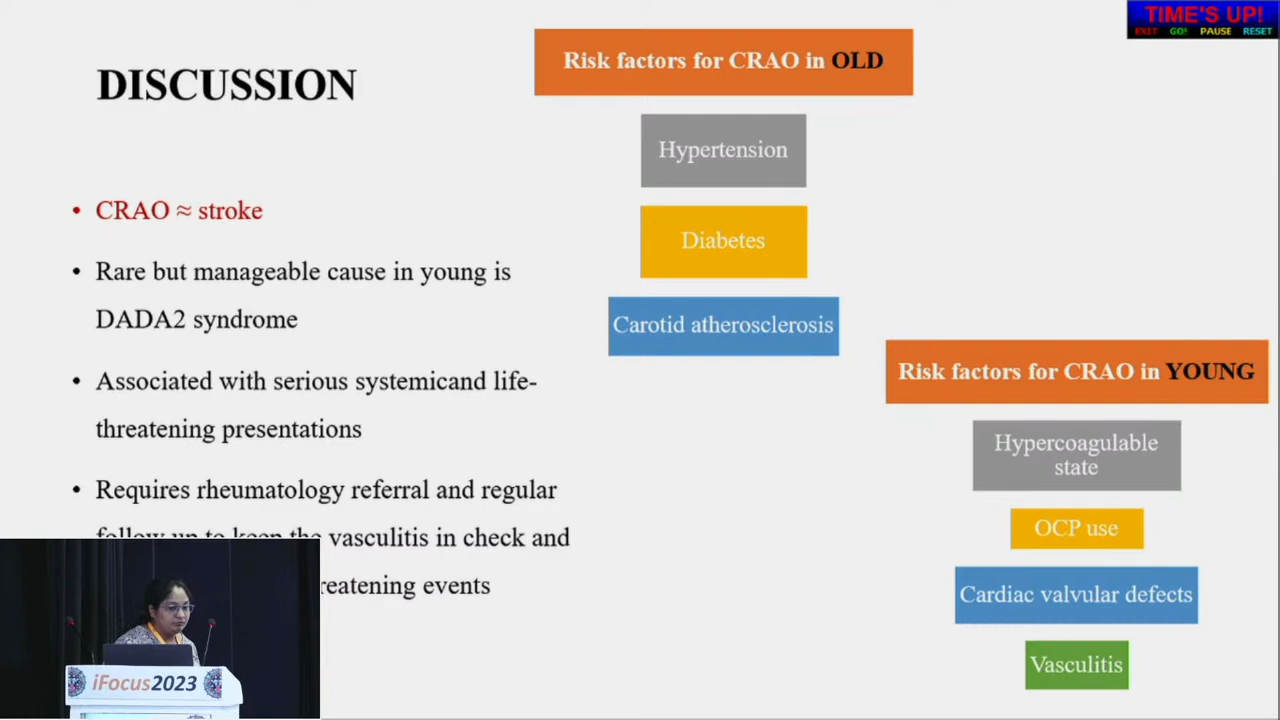 TIME'S UP!
EXIT GO! PAUSE RESET
DISCUSSION
• CRAO ≈ stroke
• Rare but manageable cause in young is
DADA2 syndrome
• Associated with serious systemicand life-
threatening presentations
• Requires rheumatology referral and regular
follow up to keep the vasculitis in check and
reatening events
Risk factors for CRAO in OLD
Hypertension
Diabetes
Carotid atherosclerosis
Risk factors for CRAO in YOUNG
Hypercoagulable
state
OCP use
Cardiac valvular defects
Vasculitis
iFocus2023